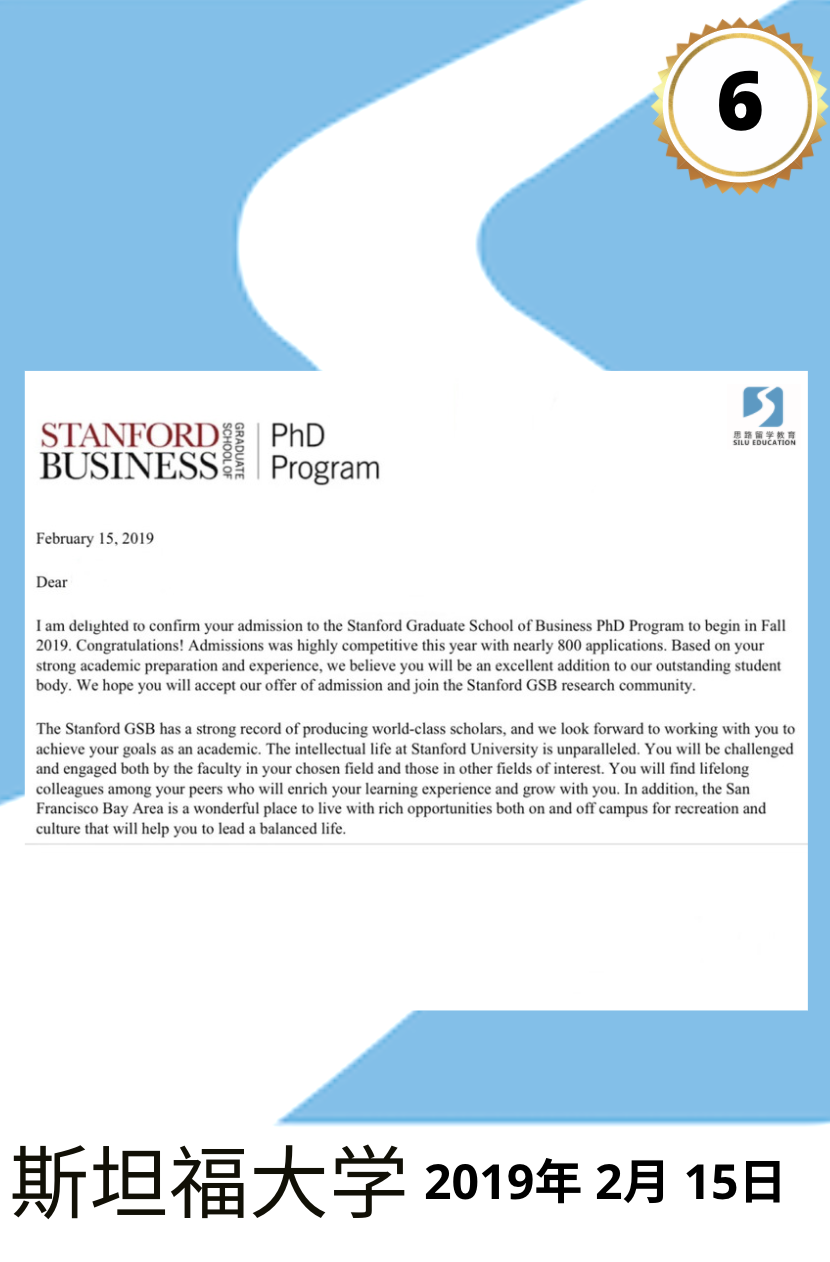 6
STANFORD
BUSINESS
GRADUATE
SCHOOL OF
PhD
Program
思路留学教育
SILU EDUCATION
February 15, 2019
Dear
I am delighted to confirm your admission to the Stanford Graduate School of Business PhD Program to begin in Fall
2019. Congratulations! Admissions was highly competitive this year with nearly 800 applications. Based on your
strong academic preparation and experience, we believe you will be an excellent addition to our outstanding student
body. We hope you will accept our offer of admission and join the Stanford GSB research community.
The Stanford GSB has a strong record of producing world-class scholars, and we look forward to working with you to
achieve your goals as an academic. The intellectual life at Stanford University is unparalleled. You will be challenged
and engaged both by the faculty in your chosen field and those in other fields of interest. You will find lifelong
colleagues among your peers who will enrich your learning experience and grow with you. In addition, the San
Francisco Bay Area is a wonderful place to live with rich opportunities both on and off campus for recreation and
culture that will help you to lead a balanced life.
斯坦福大学 2019年 2月 15日